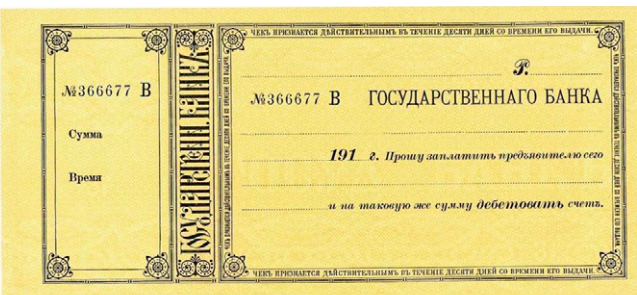 №366677 В
Сумма
Время
ГОСУДАРСТВЕН. БАНКЪ
ЧЕКЪ ПРИЗНАЕТСЯ ДѢЙСТВИТЕЛЬНЫМЪ ВЪ ТЕЧЕНІЕ ДЕСЯТИ ДНЕЙ СО ВРЕМЕНИ ЕГО ВЫДАЧИ.
Р.
№366677 В ГОСУДАРСТВЕННАГО БАНКА
191 г. Прошу заплатить предъявителю сего
и на таковую же сумму дебетовать счетъ.
ЧЕКЪ ПРИЗНАЕТСЯ ДѢЙСТВИТЕЛЬНЫМЪ ВЪ ТЕЧЕНІЕ ДЕСЯТИ ДНЕЙ СО ВРЕМЕНИ ЕГО ВЫДАЧИ.